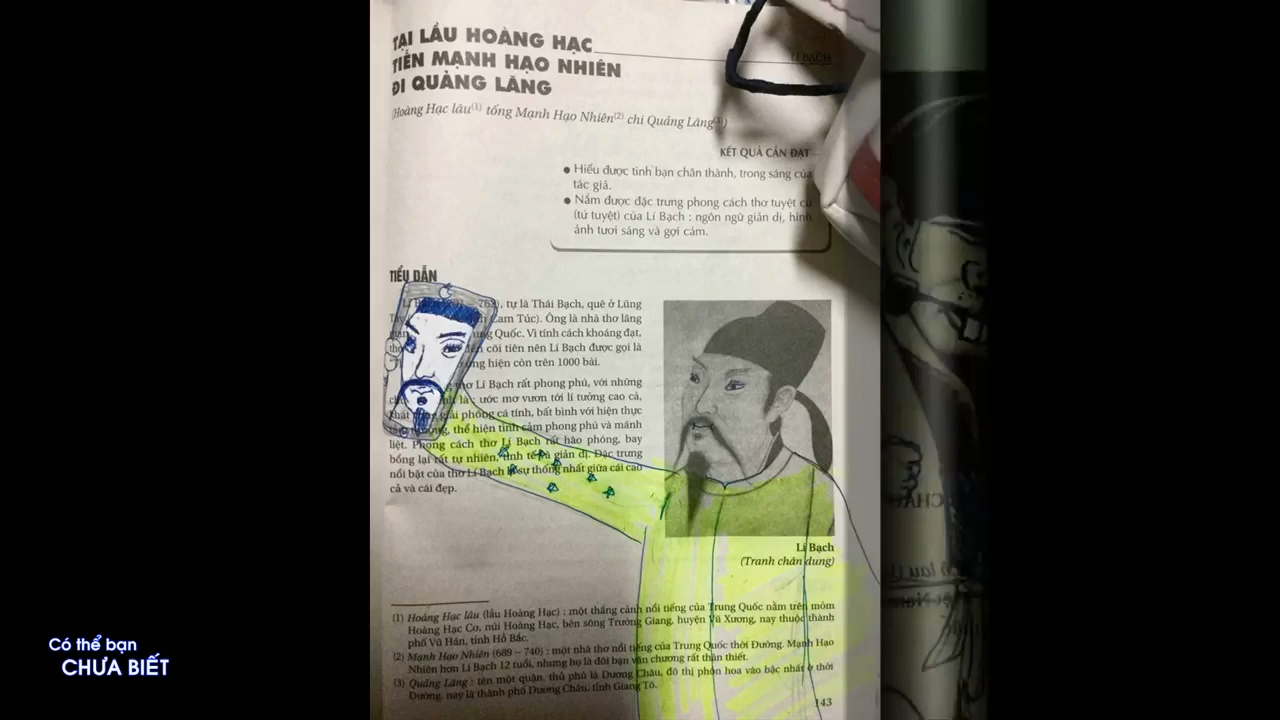 TẠI LẦU HOÀNG HẠC
LÍ BẠCH
TIỄN MẠNH HẠO NHIÊN
ĐI QUẢNG LĂNG
(Hoàng Hạc lâu(1) tống Mạnh Hạo Nhiên(2) chi Quảng Lăng(3))
KẾT QUẢ CẦN ĐẠT
● Hiểu được tình bạn chân thành, trong sáng của
tác giả.
● Nắm được đặc trưng phong cách thơ tuyệt cú
(tứ tuyệt) của Lí Bạch : ngôn ngữ giản dị, hình
ảnh tươi sáng và gợi cảm.
TIỂU DẪN
tự là Thái Bạch, quê ở Lũng
Cam Túc). Ông là nhà thơ lãng
Quốc. Vì tính cách khoáng đạt,
cõi tiên nên Lí Bạch được gọi là
hiện còn trên 1000 bài.
thơ Lí Bạch rất phong phú, với những
là : ước mơ vươn tới lí tưởng cao cả,
giải phóng cá tính, bất bình với hiện thực
thể hiện tình cảm phong phú và mãnh
liệt. Phong cách thơ Lí Bạch rất hào phóng, bay
bổng lại rất tự nhiên, tinh tế và giản dị. Đặc trưng
nổi bật của thơ Lí Bạch là sự thống nhất giữa cái cao
cả và cái đẹp.
Lí Bạch
(Tranh chân dung)
(1) Hoàng Hạc lâu (lầu Hoàng Hạc) : một thắng cảnh nổi tiếng của Trung Quốc nằm trên mỏm
Hoàng Hạc Cơ, núi Hoàng Hạc, bên sông Trường Giang, huyện Vũ Xương, nay thuộc thành
phố Vũ Hán, tỉnh Hồ Bắc.
(2) Mạnh Hạo Nhiên (689 – 740) : một nhà thơ nổi tiếng của Trung Quốc thời Đường. Mạnh Hạo
Nhiên hơn Lí Bạch 12 tuổi, nhưng họ là đôi bạn văn chương rất thân thiết.
(3) Quảng Lăng : tên một quận, thủ phủ là Dương Châu, đô thị phồn hoa vào bậc nhất ở thời
Đường, nay là thành phố Dương Châu, tỉnh Giang Tô.
143
Có thể bạn
CHƯA BIẾT